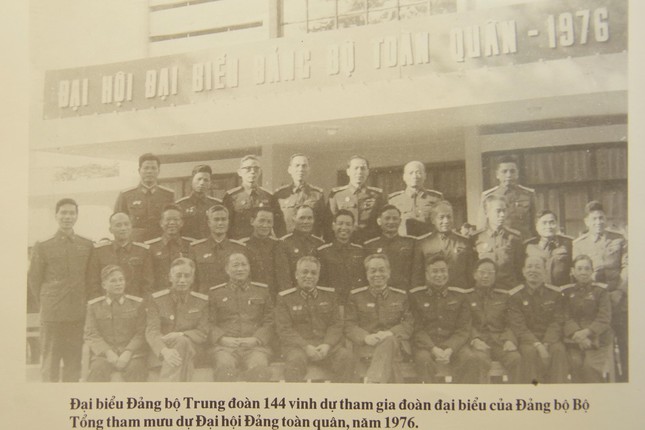 ĐẠI HỘI ĐẠI BIỂU ĐẢNG BỘ TOÀN QUÂN - 1976
Đại biểu Đảng bộ Trung đoàn 144 vinh dự tham gia đoàn đại biểu của Đảng bộ Bộ
Tổng tham mưu dự Đại hội Đảng toàn quân, năm 1976.